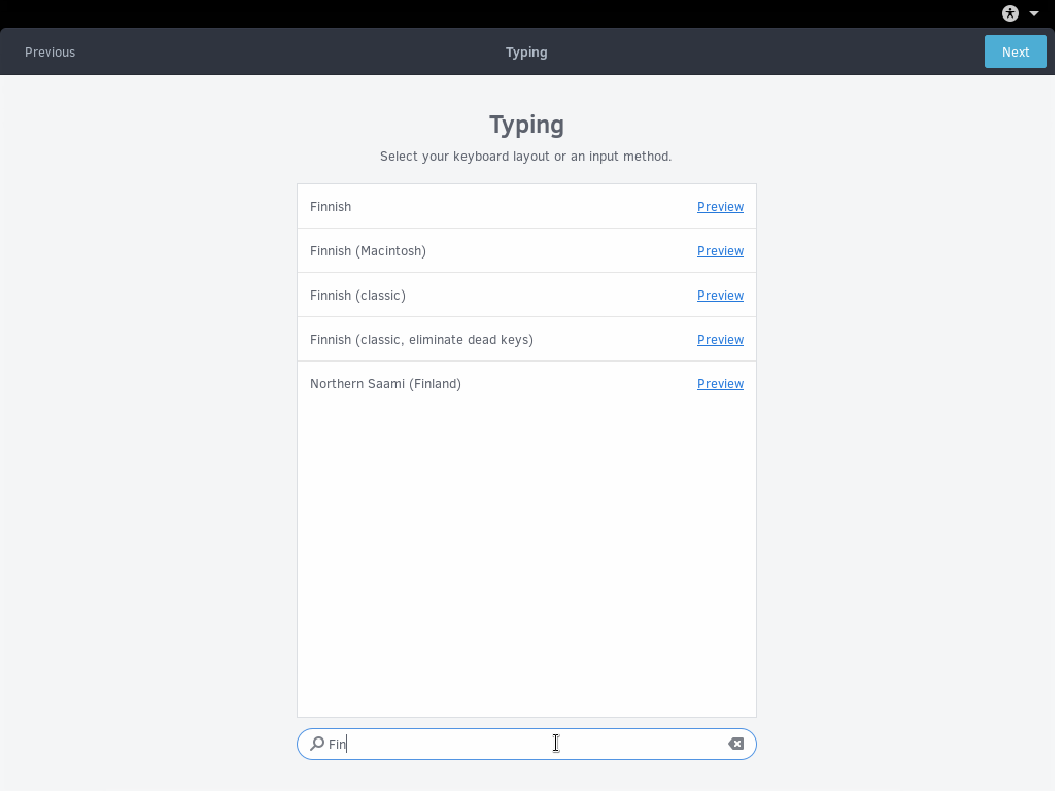 Previous Typing Next
Typing
Select your keyboard layout or an input method.
Finnish Preview
Finnish (Macintosh) Preview
Finnish (classic) Preview
Finnish (classic, eliminate dead keys) Preview
Northern Saami (Finland) Preview
Fin